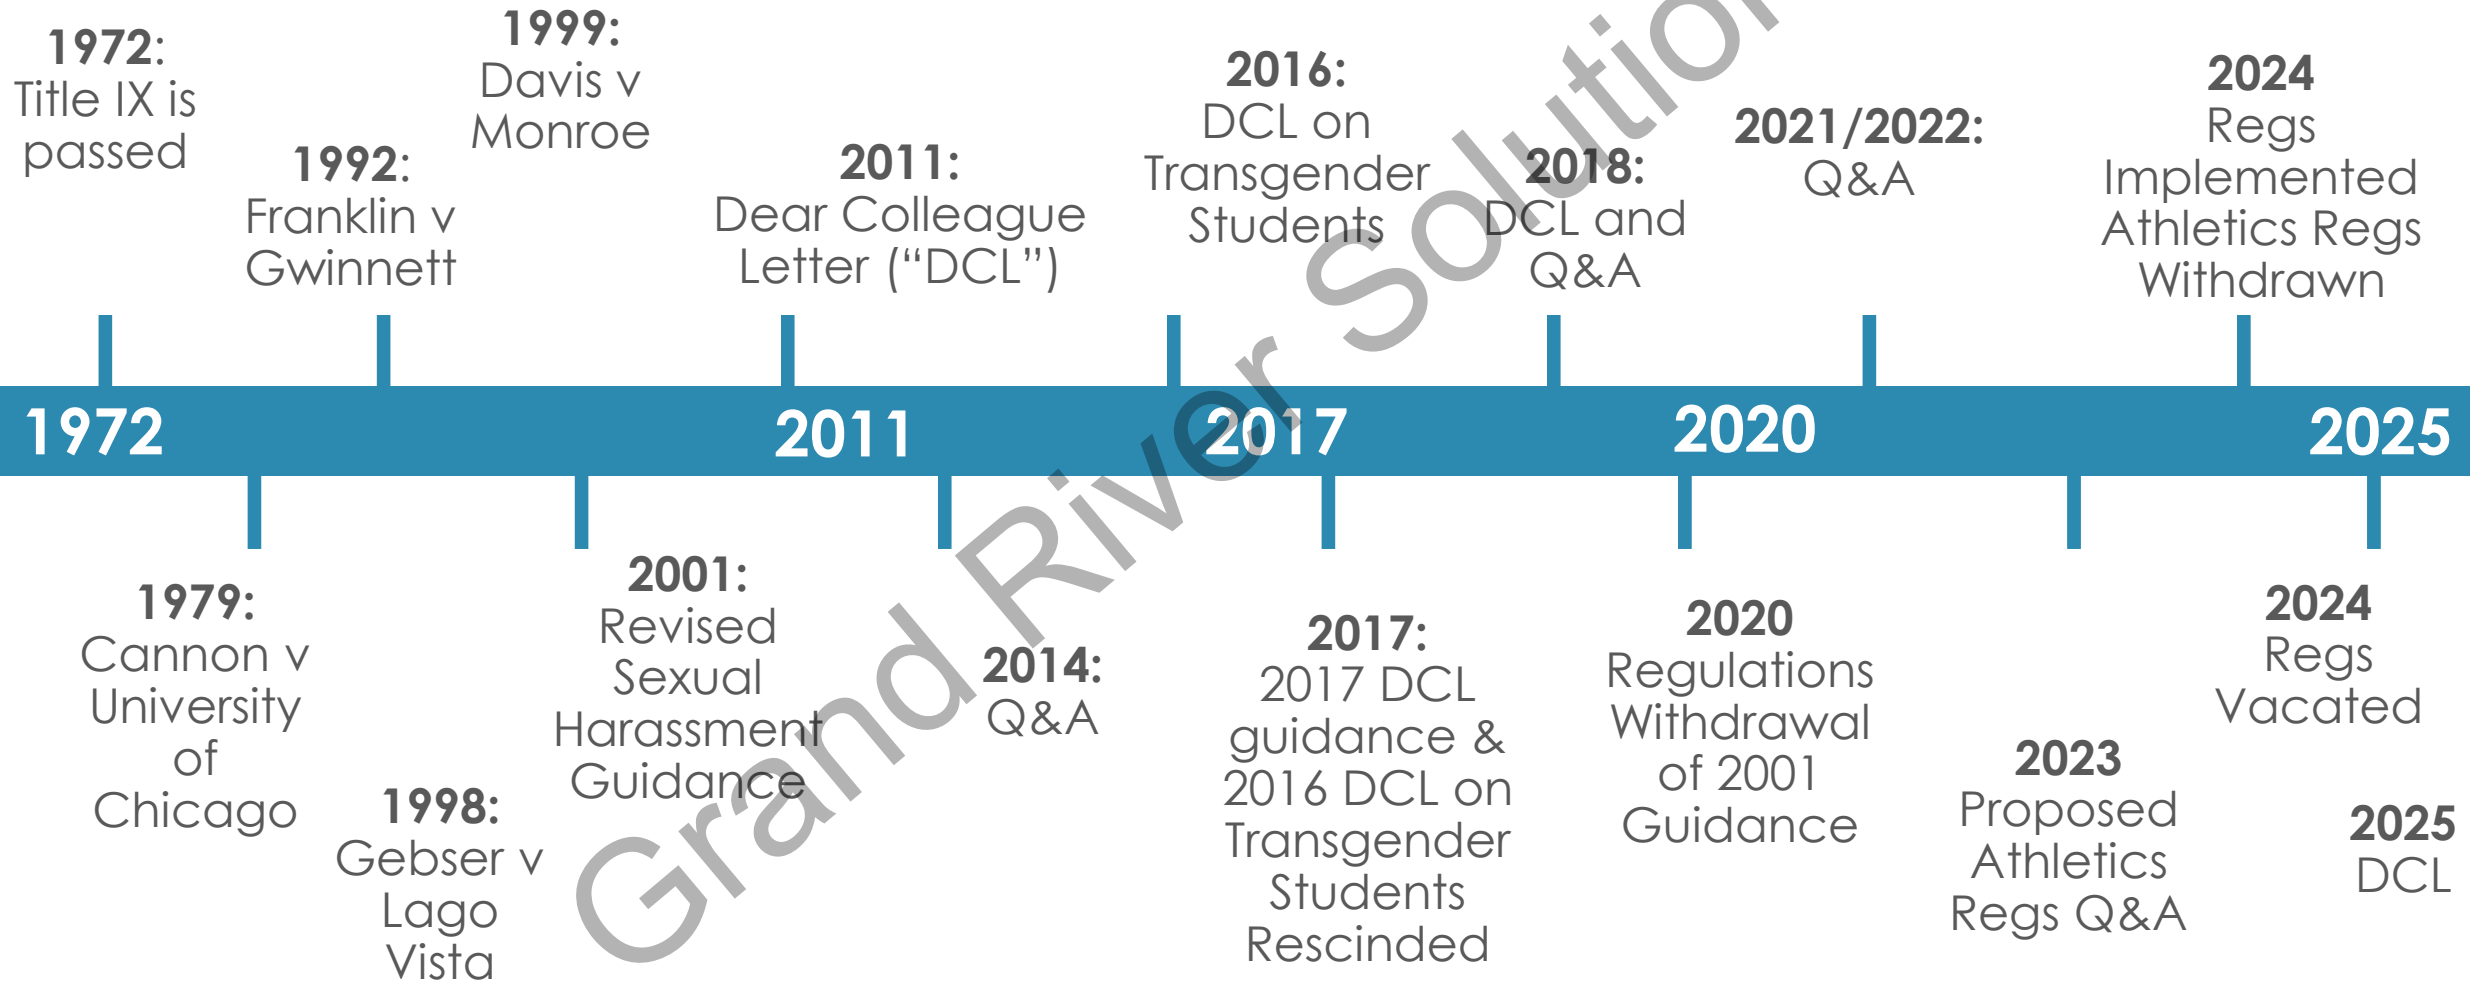 1972:
Title IX is
passed
1992:
Franklin v
Gwinnett
1999:
Davis v
Monroe
2011:
Dear Colleague
Letter (“DCL”)
2016:
DCL on
Transgender
Students
2018:
DCL and
Q&A
2021/2022:
Q&A
2024
Regs
Implemented
Athletics Regs
Withdrawn
1972
2011
2017
2020
2025
1979:
Cannon v
University
of
Chicago
1998:
Gebser v
Lago
Vista
2001:
Revised
Sexual
Harassment
Guidance
2014:
Q&A
2017:
2017 DCL
guidance &
2016 DCL on
Transgender
Students
Rescinded
2020
Regulations
Withdrawal
of 2001
Guidance
2023
Proposed
Athletics
Regs Q&A
2024
Regs
Vacated
2025
DCL
Grand River Solution